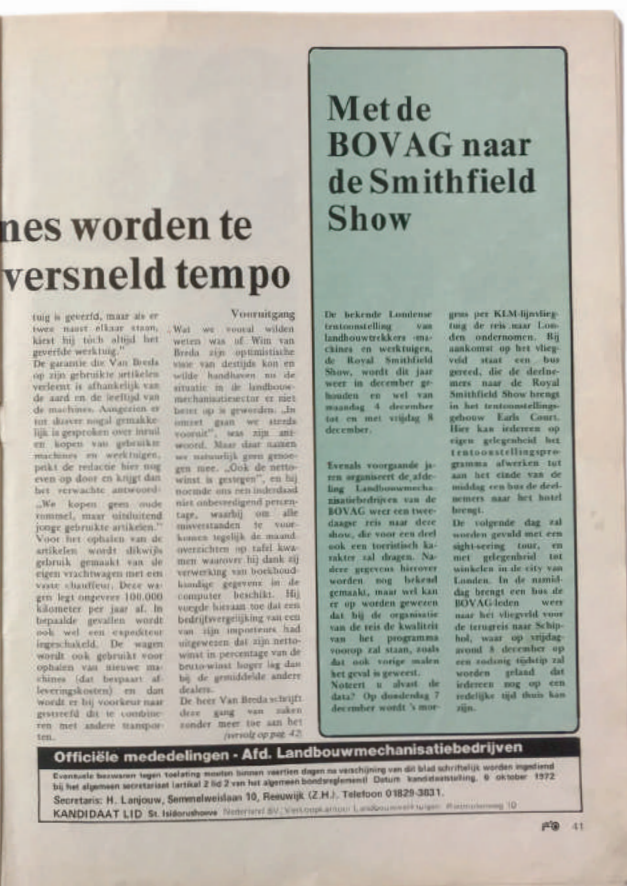 nes worden te
versneld tempo
tuig is geverfd, maar als er
twee naast elkaar staan,
kiest hij toch altijd het
geverfde werktuig."
De garantie die Van Breda
op zijn gebruikte artikelen
verleent is afhankelijk van
de aard en de leeftijd van
de machines. Aangezien er
tot dusver nogal gemakke-
lijk is gesproken over inruil
en kopen van gebruikte
machines en werktuigen,
prikt de redactie hier nog
even op door en krijgt dan
het verwachte antwoord:
„We kopen geen oude
rommel, maar uitsluitend
jonge gebruikte artikelen."
Voor het ophalen van de
artikelen wordt dikwijls
gebruik gemaakt van de
eigen vrachtwagen met een
vaste chauffeur. Deze wa-
gen legt ongeveer 100.000
kilometer per jaar af. In
bepaalde gevallen wordt
ook wel een expediteur
ingeschakeld. De wagen
wordt ook gebruikt voor
ophalen van nieuwe ma-
chines (dat bespaart af-
leveringskosten) en dan
wordt er bij voorkeur naar
gestreefd dit te combine-
ren met andere transpor-
ten.
Vooruitgang
Wat we vooral wilden
weten was of Wim van
Breda zijn optimistische
visie van destijds kon en
wilde handhaven nu de
situatie in de landbouw-
mechanisatiesector er niet
beter op is geworden. „In
omzet gaan we steeds
vooruit", was zijn ant-
woord. Maar daar namen
we natuurlijk geen genoe-
gen mee. „Ook de netto-
winst is gestegen", en hij
noemde ons een inderdaad
niet onbevredigend percen-
tage, waarbij om alle
misverstanden te voor-
komen tegelijk de maand-
overzichten op tafel kwa-
men waarover hij dank zij
verwerking van boekhoud-
kundige gegevens in de
computer beschikt. Hij
voegde hieraan toe dat een
bedrijfsvergelijking van een
van zijn importeurs had
uitgewezen dat zijn netto-
winst in percentage van de
bruto-winst hoger lag dan
bij de gemiddelde andere
dealers.
De heer Van Breda schrijft
deze gang van zaken
zonder meer toe aan het
(vervolg op pag. 42)
Met de
BOVAG naar
de Smithfield
Show
De bekende Londense
tentoonstelling van
landbouwtrekkers -ma-
chines en werktuigen,
de Royal Smithfield
Show, wordt dit jaar
weer in december ge-
houden en wel van
maandag 4 december
tot en met vrijdag 8
december.
Evenals voorgaande ja-
ren organiseert de afde-
ling Landbouwmecha-
nisatiebedrijven van de
BOVAG weer een twee-
daagse reis naar deze
show, die voor een deel
ook een toeristisch ka-
rakter zal dragen. Na-
dere gegevens hierover
worden nog bekend
gemaakt, maar wel kan
er op worden gewezen
dat bij de organisatie
van de reis de kwaliteit
van het programma
voorop zal staan, zoals
dat ook vorige malen
het geval is geweest.
Noteert u alvast de
data? Op donderdag 7
december wordt 's mor-
gens per KLM-lijnvlieg-
tuig de reis naar Lon-
den ondernomen. Bij
aankomst op het vlieg-
veld staat een bus
gereed, die de deelne-
mers naar de Royal
Smithfield Show brengt
in het tentoonstellings-
gebouw Earls Court.
Hier kan iedereen op
eigen gelegenheid het
tentoonstellingspro-
gramma afwerken tot
aan het einde van de
middag een bus de deel-
nemers naar het hotel
brengt.
De volgende dag zal
worden gevuld met een
sight-seeing tour, en
met gelegenheid tot
winkelen in de city van
Londen. In de namid-
dag brengt een bus de
BOVAG-leden weer
naar het vliegveld voor
de terugreis naar Schip-
hol, waar op vrijdag-
avond 8 december op
een zodanig tijdstip zal
worden geland dat
iedereen nog op een
redelijke tijd thuis kan
zijn.
Officiële mededelingen - Afd. Landbouwmechanisatiebedrijven
Eventuele bezwaren tegen toelating moeten binnen veertien dagen na verschijning van dit blad schriftelijk worden ingediend
bij het algemeen secretariaat (artikel 2 lid 2 van het algemeen bondsreglement) Datum kandidaatstelling. 6 oktober 1972
Secretaris: H. Lanjouw, Semmelweislaan 10, Reeuwijk (Z.H.). Telefoon 01829-3831.
KANDIDAAT LID St. Isidorushoeve Nederland BV, Verkoopkantoor Landbouwwerktuigen 10
41